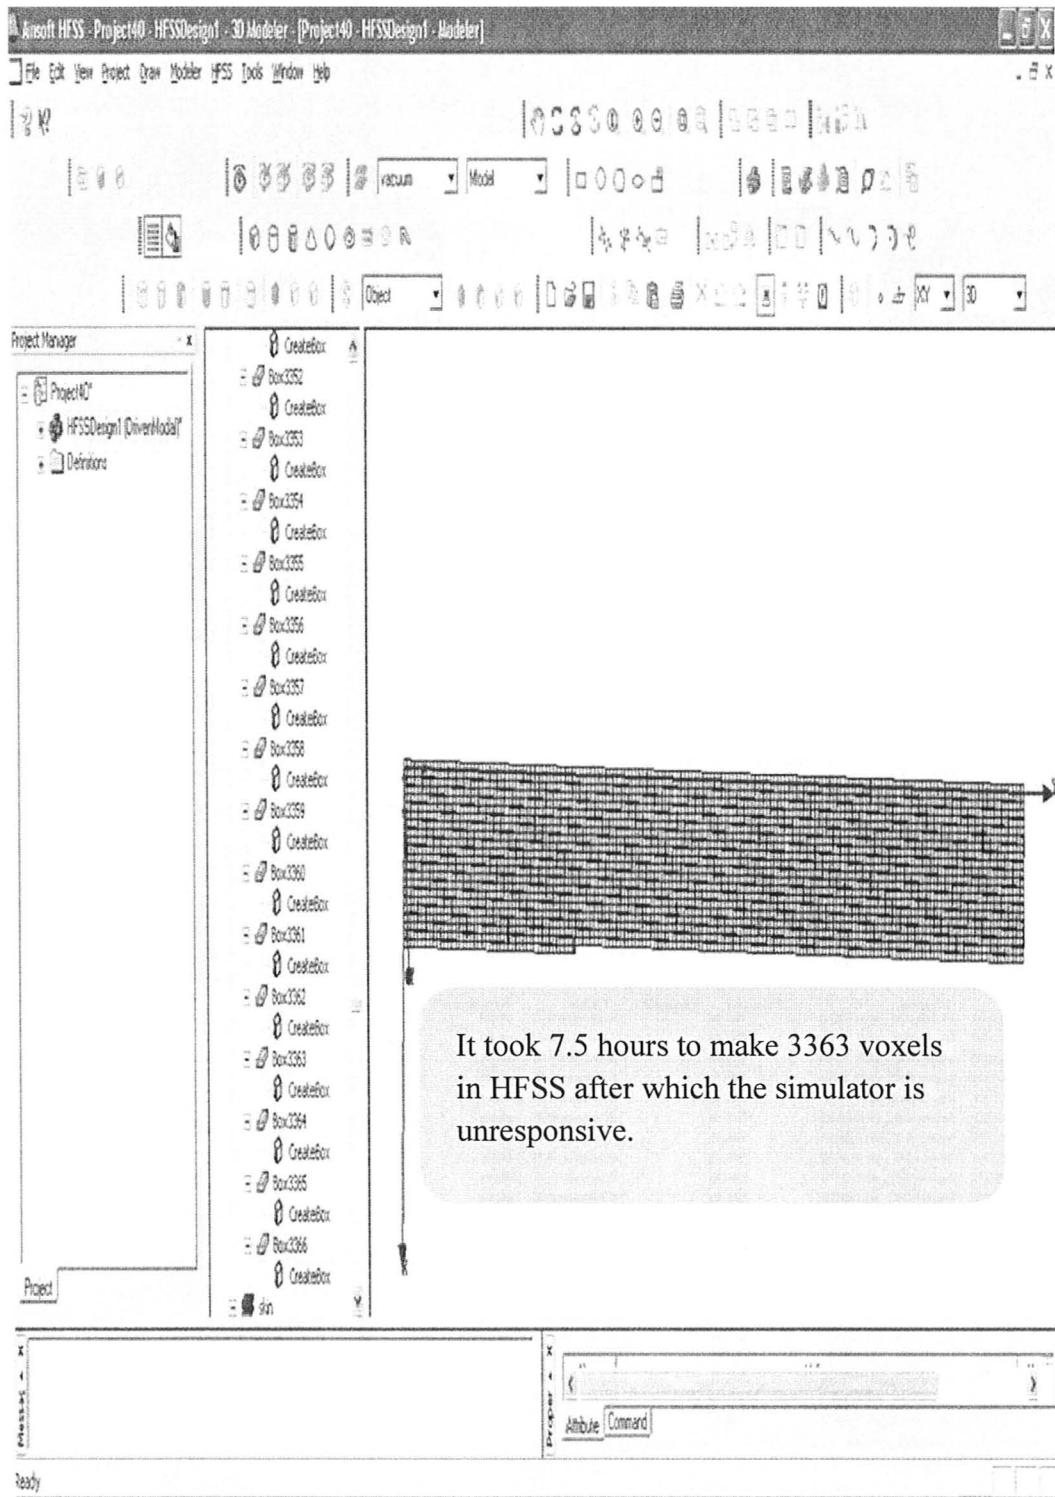 Ansoft HFSS - Project40 - HFSSDesign1 - 3D Modeler - [Project40 - HFSSDesign1 - Modeler]
File Edit View Project Draw Modeler HFSS Tools Window Help
vacuum Model
Object XY 3D
Project Manager
Project40*
HFSSDesign1 (DrivenModal)*
Definitions
Project
CreateBox
Box3352
CreateBox
Box3353
CreateBox
Box3354
CreateBox
Box3355
CreateBox
Box3356
CreateBox
Box3357
CreateBox
Box3358
CreateBox
Box3359
CreateBox
Box3360
CreateBox
Box3361
CreateBox
Box3362
CreateBox
Box3363
CreateBox
Box3364
CreateBox
Box3365
CreateBox
Box3366
CreateBox
skin
It took 7.5 hours to make 3363 voxels
in HFSS after which the simulator is
unresponsive.
Messag
Proper
Attribute Command
Ready